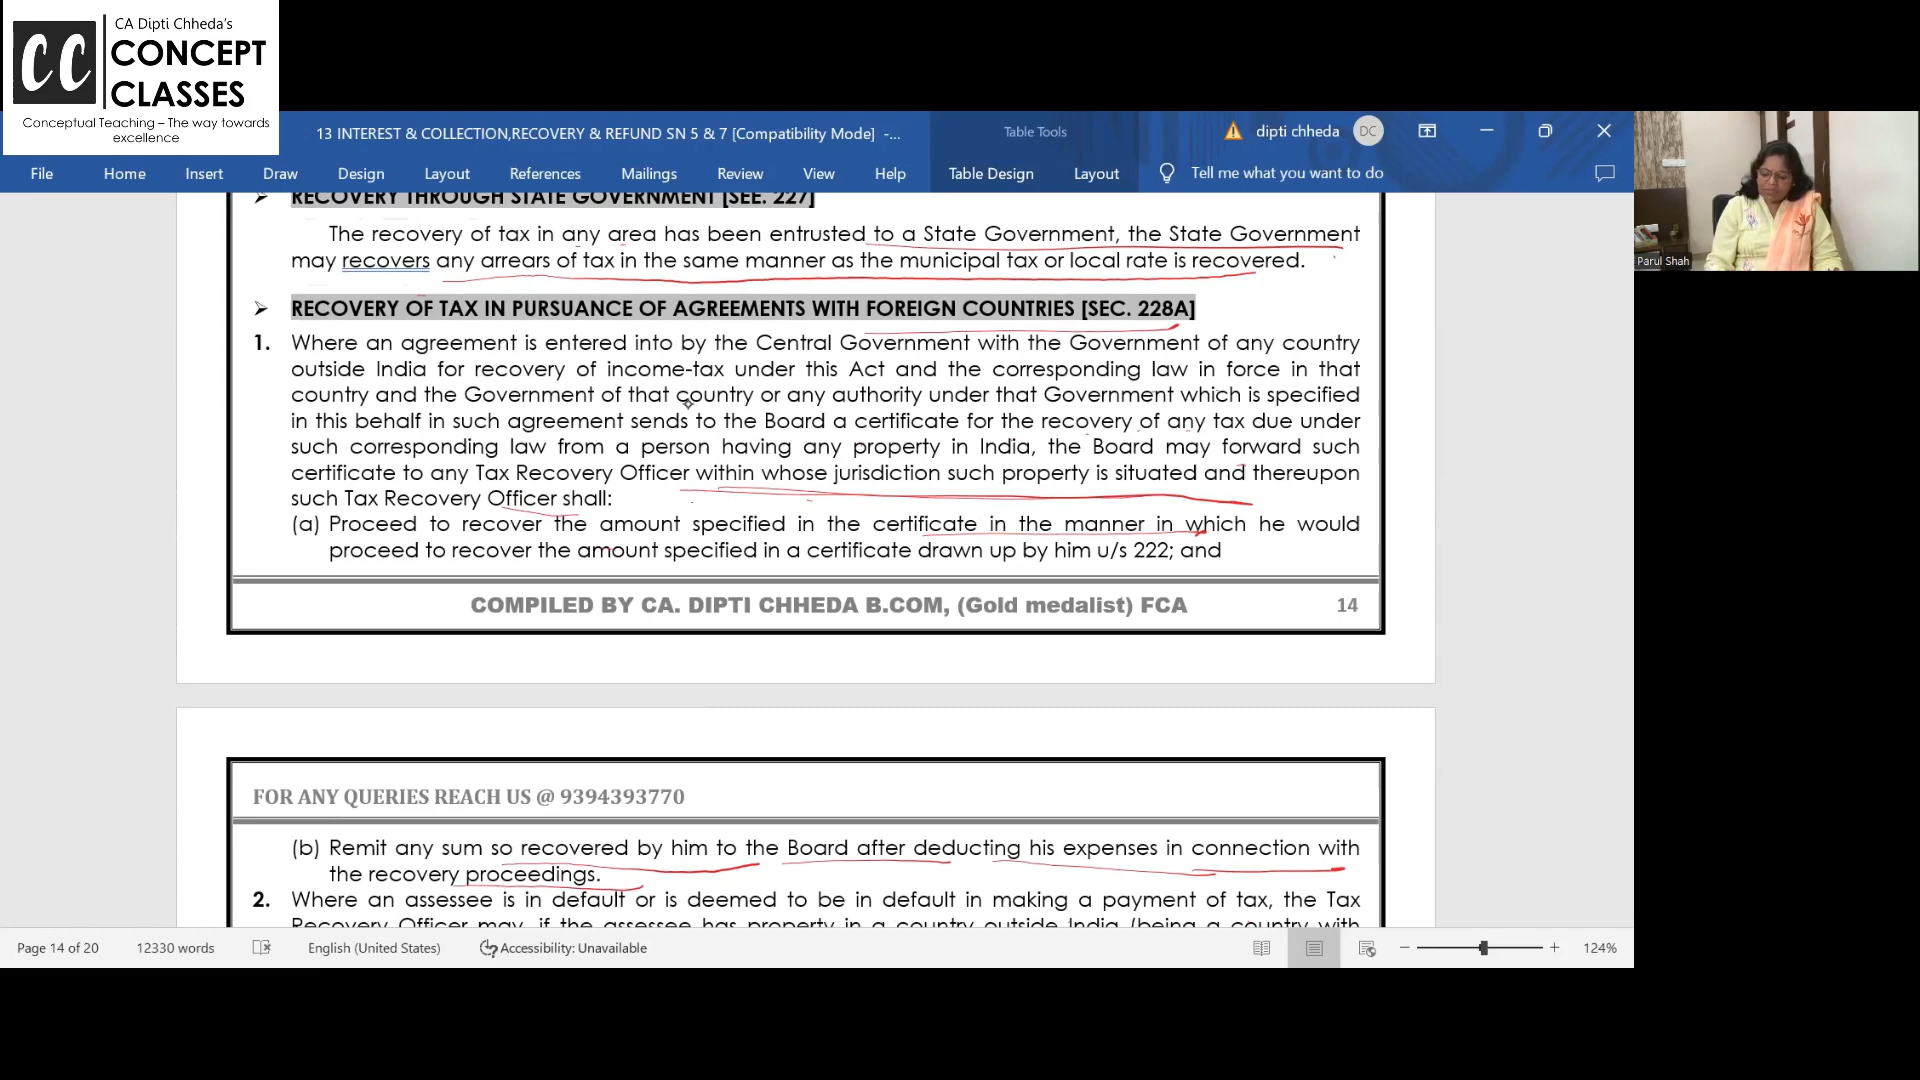 CA Dipti Chheda's
CC
CONCEPT
CLASSES
Conceptual Teaching – The way towards
excellence
13 INTEREST & COLLECTION,RECOVERY & REFUND SN 5 & 7 [Compatibility Mode] -...
Table Tools
dipti chheda
DC
File Home Insert Draw Design Layout References Mailings Review View Help Table Design Layout Tell me what you want to do
Parul Shah
➢ RECOVERY THROUGH STATE GOVERNMENT [SEE. 227]
The recovery of tax in any area has been entrusted to a State Government, the State Government
may recovers any arrears of tax in the same manner as the municipal tax or local rate is recovered.
➢ RECOVERY OF TAX IN PURSUANCE OF AGREEMENTS WITH FOREIGN COUNTRIES [SEC. 228A]
1. Where an agreement is entered into by the Central Government with the Government of any country
outside India for recovery of income-tax under this Act and the corresponding law in force in that
country and the Government of that country or any authority under that Government which is specified
in this behalf in such agreement sends to the Board a certificate for the recovery of any tax due under
such corresponding law from a person having any property in India, the Board may forward such
certificate to any Tax Recovery Officer within whose jurisdiction such property is situated and thereupon
such Tax Recovery Officer shall:
(a) Proceed to recover the amount specified in the certificate in the manner in which he would
proceed to recover the amount specified in a certificate drawn up by him u/s 222; and
COMPILED BY CA. DIPTI CHHEDA B.COM, (Gold medalist) FCA 14
FOR ANY QUERIES REACH US @ 9394393770
(b) Remit any sum so recovered by him to the Board after deducting his expenses in connection with
the recovery proceedings.
2. Where an assessee is in default or is deemed to be in default in making a payment of tax, the Tax
Recovery Officer may, if the assessee has property in a country outside India (being a country with
Page 14 of 20 12330 words English (United States) Accessibility: Unavailable 124%